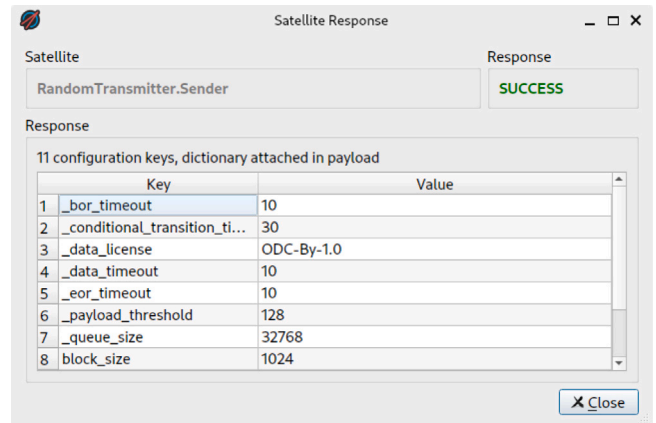 Satellite Response
Satellite Response
RandomTransmitter.Sender SUCCESS
Response
11 configuration keys, dictionary attached in payload
Key Value
1 _bor_timeout 10
2 _conditional_transition_ti... 30
3 _data_license ODC-By-1.0
4 _data_timeout 10
5 _eor_timeout 10
6 _payload_threshold 128
7 _queue_size 32768
8 block_size 1024
Close